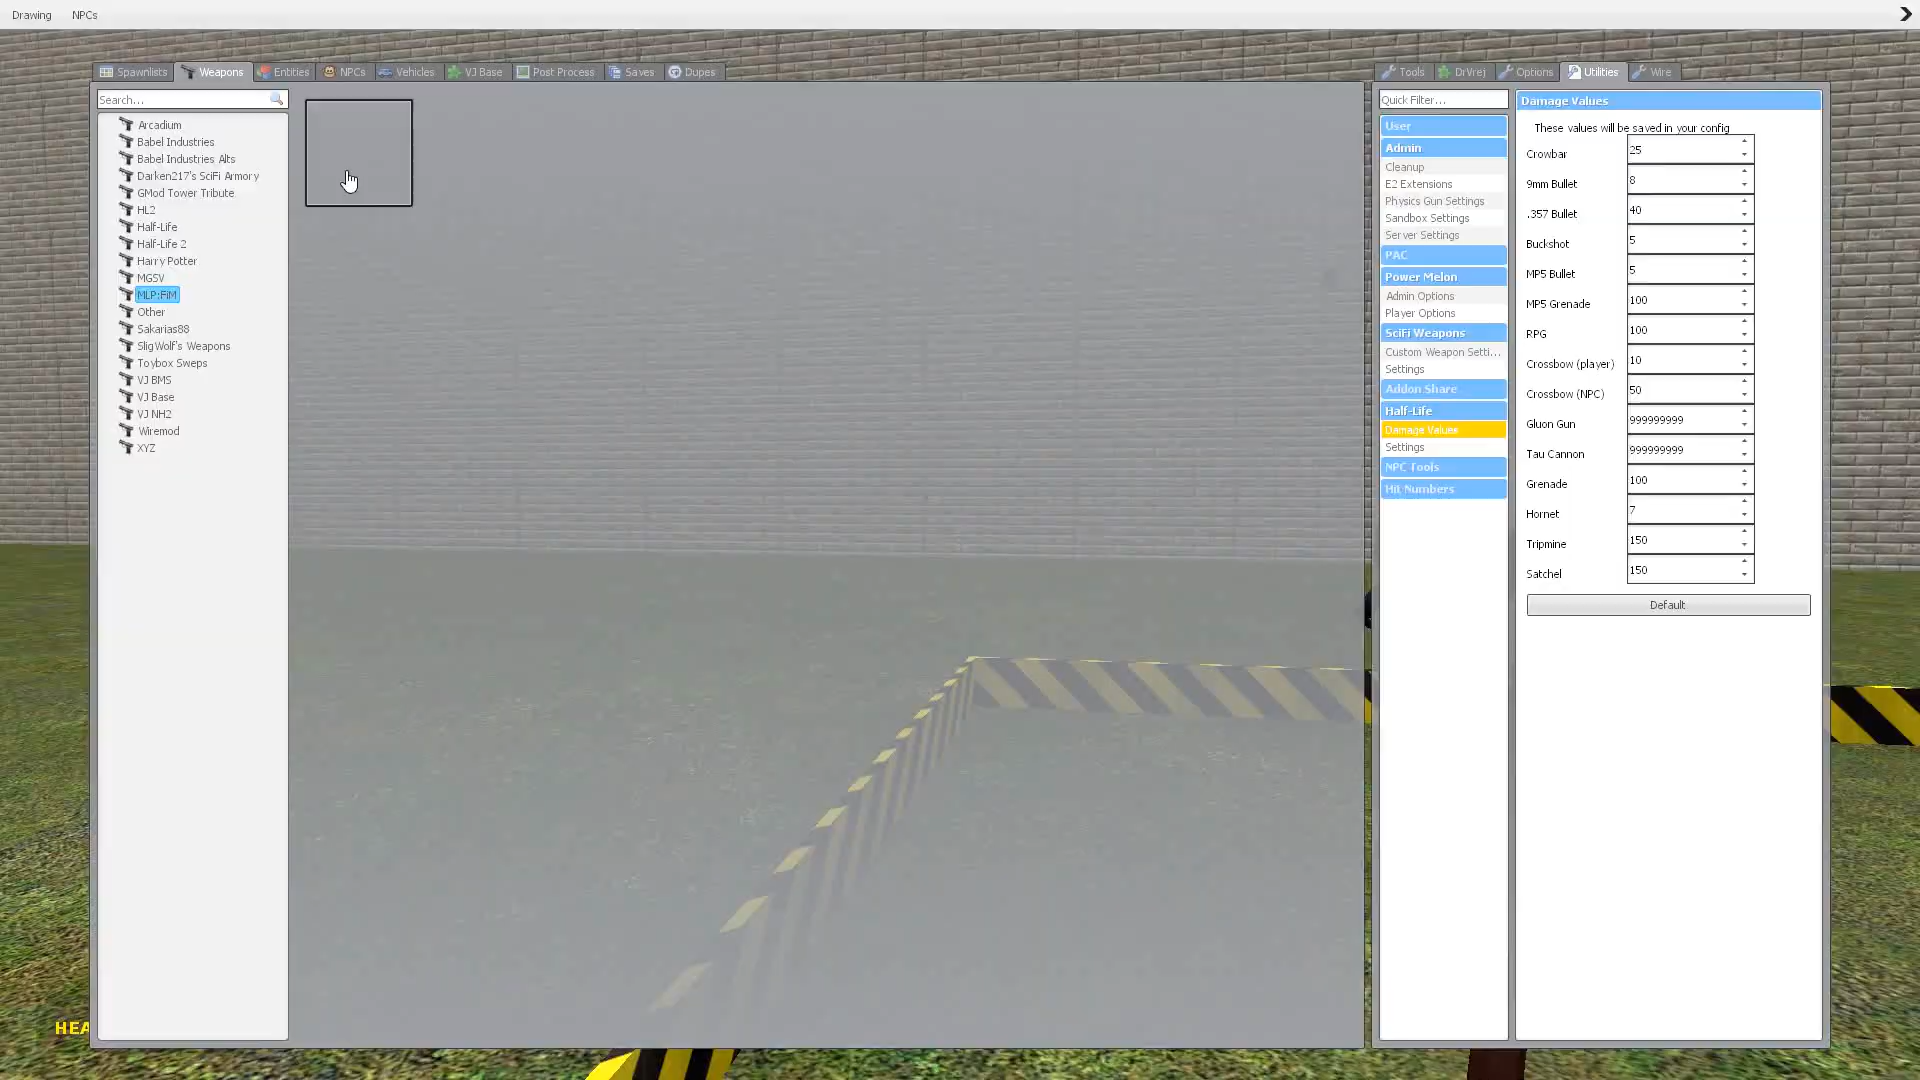 Drawing NPCs
Spawnlists Weapons Entities NPCs Vehicles VJ Base Post Process Saves Dupes
Tools DrVrej Options Utilities Wire
Search...
Arcadium
Babel Industries
Babel Industries Alts
Darken217's SciFi Armory
GMod Tower Tribute
HL2
Half-Life
Half-Life 2
Harry Potter
MGSV
MLP:FiM
Other
Sakarias88
SligWolf's Weapons
Toybox Sweps
VJ BMS
VJ Base
VJ NH2
Wiremod
XYZ
Quick Filter...
User
Admin
Cleanup
E2 Extensions
Physics Gun Settings
Sandbox Settings
Server Settings
PAC
Power Melon
Admin Options
Player Options
SciFi Weapons
Custom Weapon Setti...
Settings
Addon Share
Half-Life
Damage Values
Settings
NPC Tools
Hit Numbers
Damage Values
These values will be saved in your config
Crowbar 25
9mm Bullet 8
.357 Bullet 40
Buckshot 5
MP5 Bullet 5
MP5 Grenade 100
RPG 100
Crossbow (player) 10
Crossbow (NPC) 50
Gluon Gun 999999999
Tau Cannon 999999999
Grenade 100
Hornet 7
Tripmine 150
Satchel 150
Default
HEA